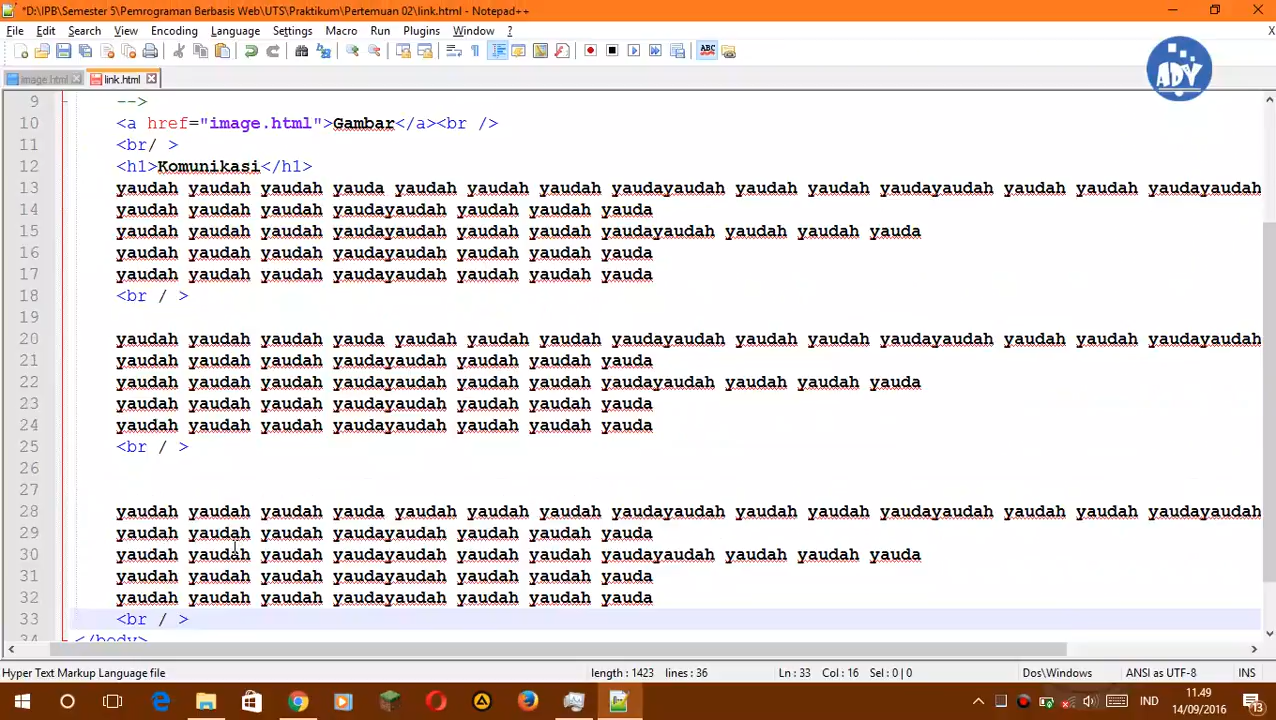 *D:\IPB\Semester 5\Pemrograman Berbasis Web\UTS\Praktikum\Pertemuan 02\link.html - Notepad++
File Edit Search View Encoding Language Settings Macro Run Plugins Window ? X
ABC
image.html link.html
ADY
9 -->
10 <a href="image.html">Gambar</a><br />
11 <br/ >
12 <h1>Komunikasi</h1>
13 yaudah yaudah yaudah yauda yaudah yaudah yaudah yaudayaudah yaudah yaudah yaudayaudah yaudah yaudah yaudayaudah
14 yaudah yaudah yaudah yaudayaudah yaudah yaudah yauda
15 yaudah yaudah yaudah yaudayaudah yaudah yaudah yaudayaudah yaudah yaudah yauda
16 yaudah yaudah yaudah yaudayaudah yaudah yaudah yauda
17 yaudah yaudah yaudah yaudayaudah yaudah yaudah yauda
18 <br / >
19
20 yaudah yaudah yaudah yauda yaudah yaudah yaudah yaudayaudah yaudah yaudah yaudayaudah yaudah yaudah yaudayaudah
21 yaudah yaudah yaudah yaudayaudah yaudah yaudah yauda
22 yaudah yaudah yaudah yaudayaudah yaudah yaudah yaudayaudah yaudah yaudah yauda
23 yaudah yaudah yaudah yaudayaudah yaudah yaudah yauda
24 yaudah yaudah yaudah yaudayaudah yaudah yaudah yauda
25 <br / >
26
27
28 yaudah yaudah yaudah yauda yaudah yaudah yaudah yaudayaudah yaudah yaudah yaudayaudah yaudah yaudah yaudayaudah
29 yaudah yaudah yaudah yaudayaudah yaudah yaudah yauda
30 yaudah yaudah yaudah yaudayaudah yaudah yaudah yaudayaudah yaudah yaudah yauda
31 yaudah yaudah yaudah yaudayaudah yaudah yaudah yauda
32 yaudah yaudah yaudah yaudayaudah yaudah yaudah yauda
33 <br / >
34 </body>
Hyper Text Markup Language file length : 1423 lines : 36 Ln : 33 Col : 16 Sel : 0 | 0 Dos\Windows ANSI as UTF-8 INS
IND 11.49
14/09/2016 13